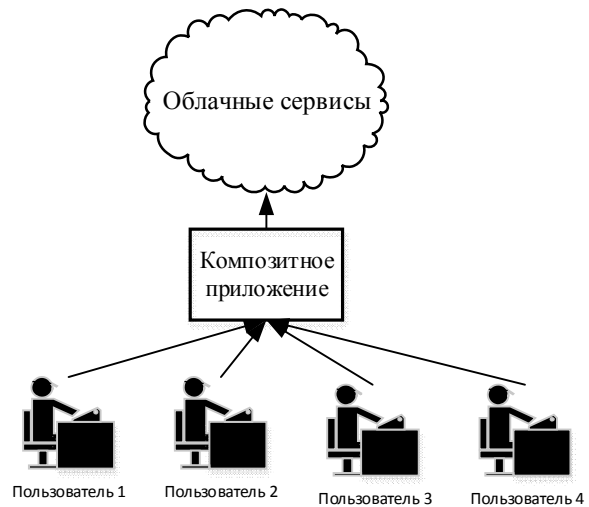 Облачные сервисы
Композитное
приложение
Пользователь 1
Пользователь 2
Пользователь 3
Пользователь 4